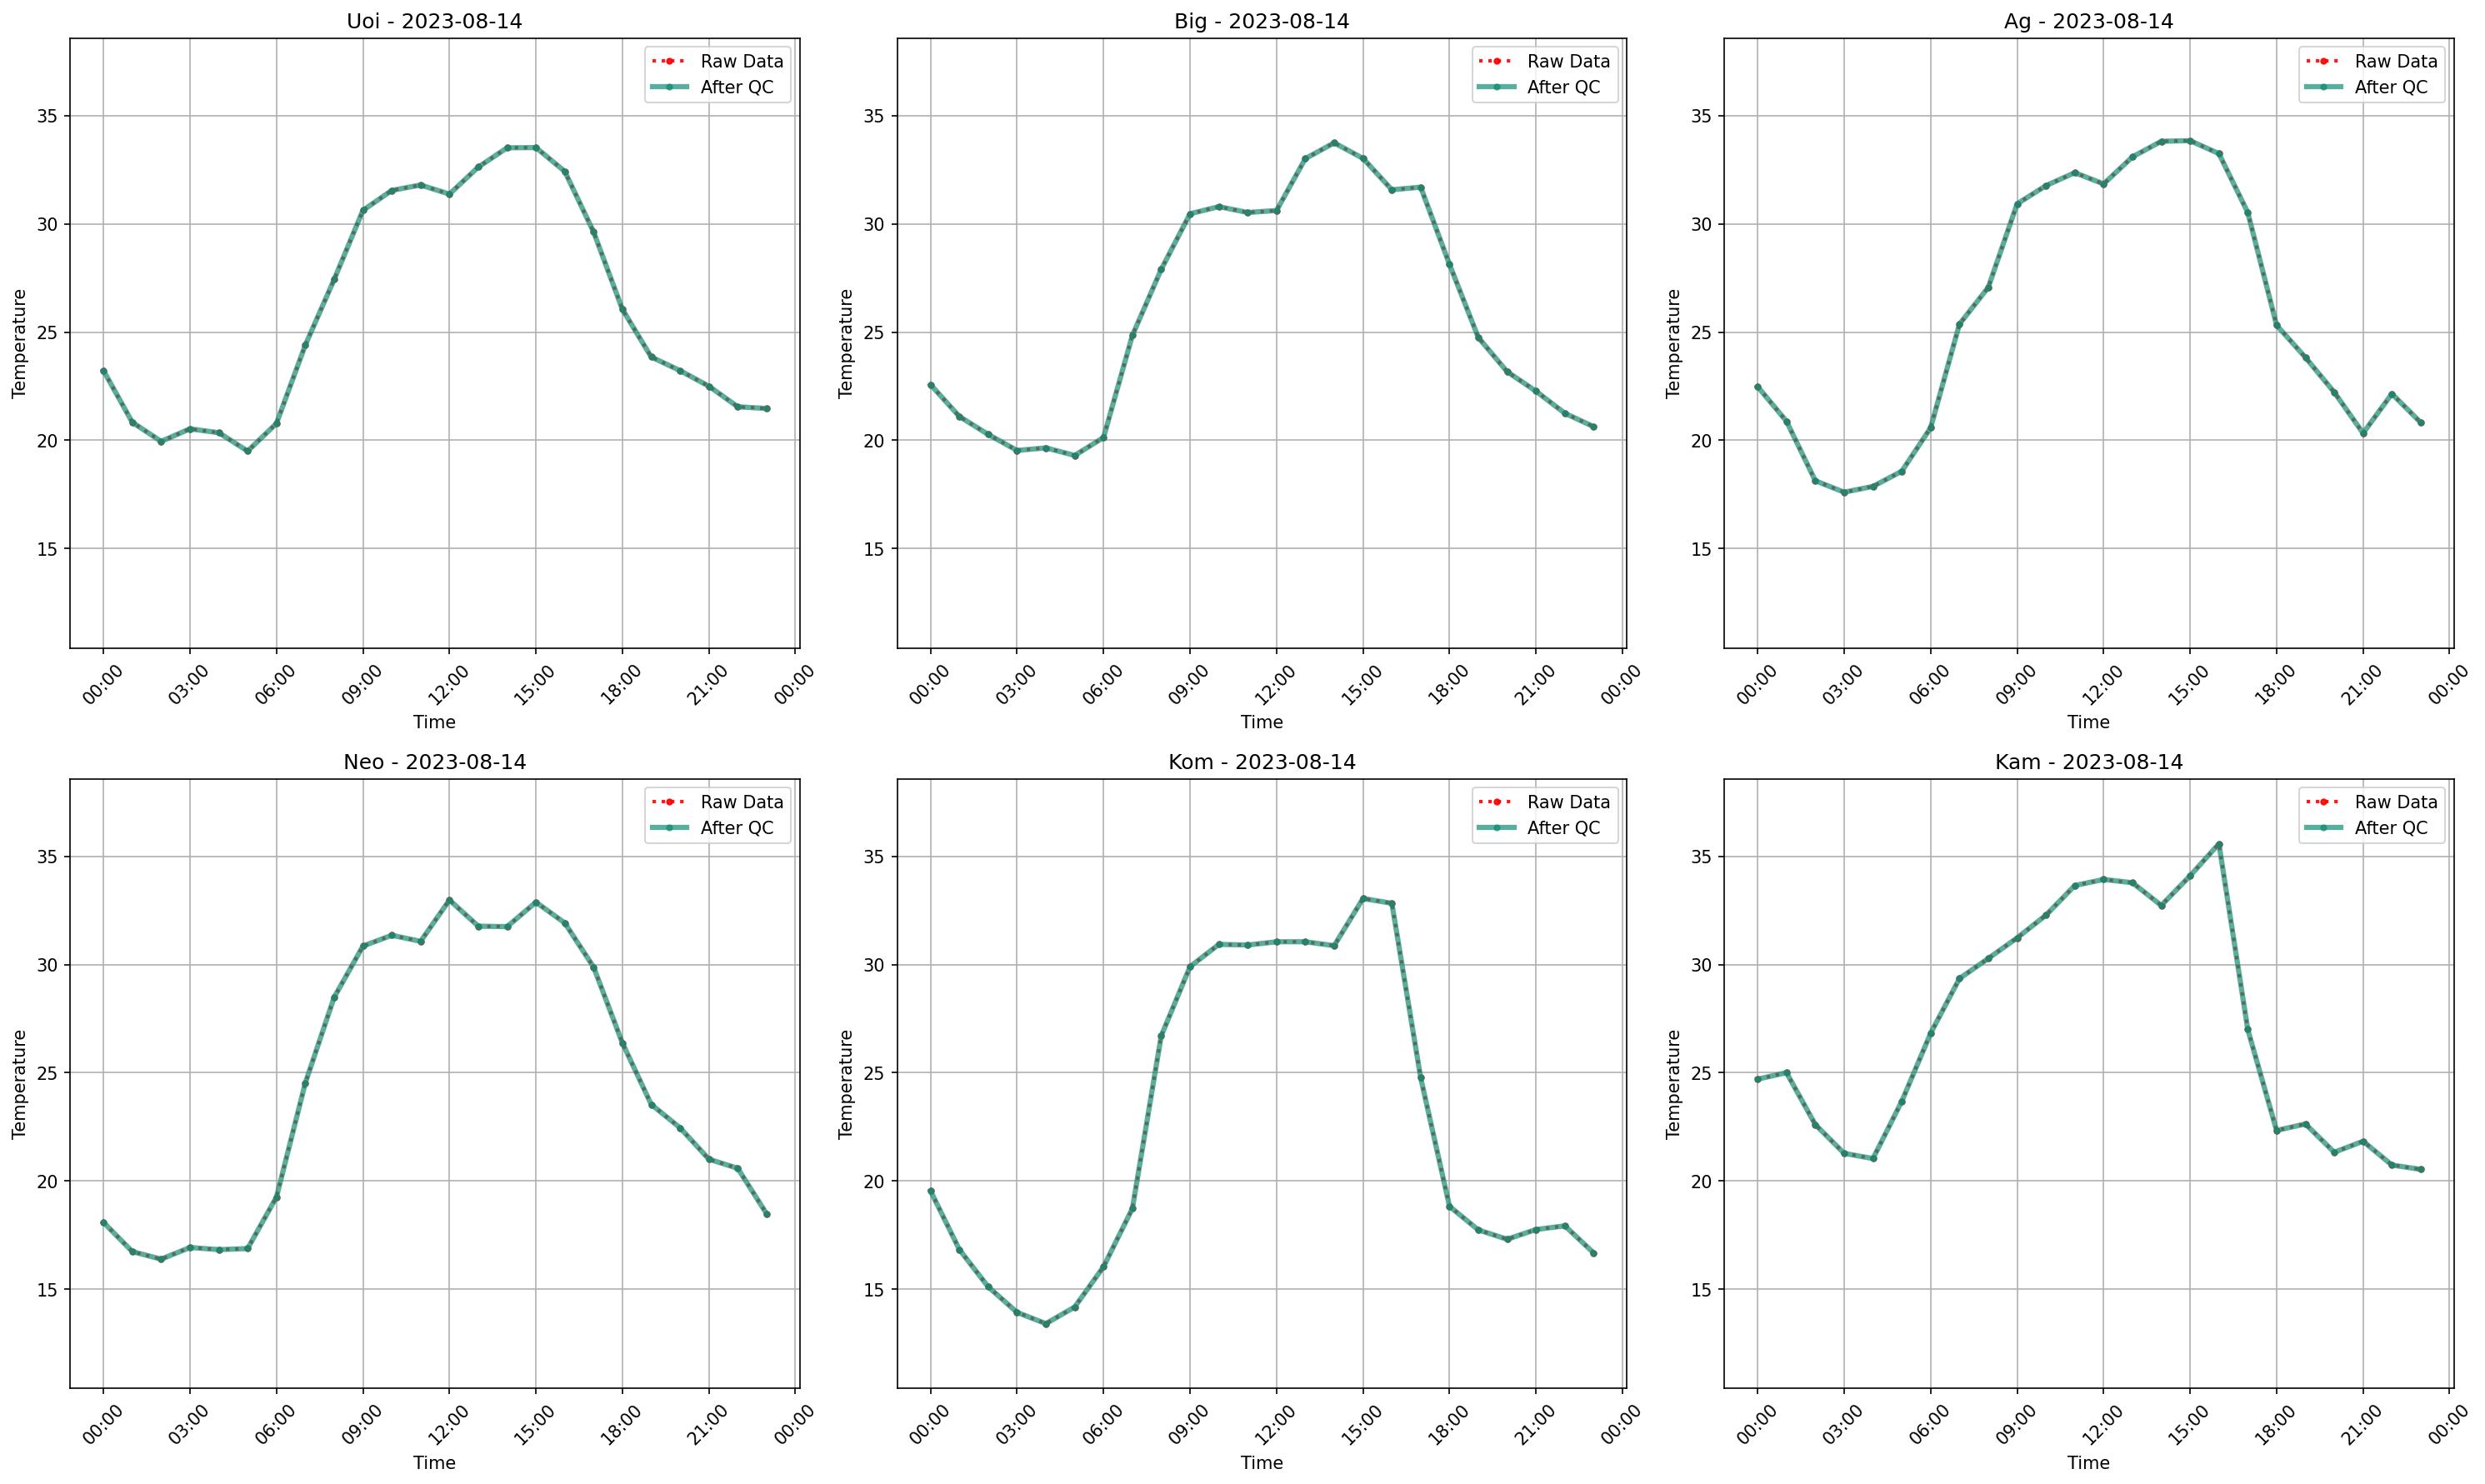 Uoi - 2023-08-14
Raw Data
After QC
35
30
25
20
15
Temperature
00:00
03:00
06:00
09:00
12:00
15:00
18:00
21:00
00:00
Time
Big - 2023-08-14
Raw Data
After QC
35
30
25
20
15
Temperature
00:00
03:00
06:00
09:00
12:00
15:00
18:00
21:00
00:00
Time
Ag - 2023-08-14
Raw Data
After QC
35
30
25
20
15
Temperature
00:00
03:00
06:00
09:00
12:00
15:00
18:00
21:00
00:00
Time
Neo - 2023-08-14
Raw Data
After QC
35
30
25
20
15
Temperature
00:00
03:00
06:00
09:00
12:00
15:00
18:00
21:00
00:00
Time
Kom - 2023-08-14
Raw Data
After QC
35
30
25
20
15
Temperature
00:00
03:00
06:00
09:00
12:00
15:00
18:00
21:00
00:00
Time
Kam - 2023-08-14
Raw Data
After QC
35
30
25
20
15
Temperature
00:00
03:00
06:00
09:00
12:00
15:00
18:00
21:00
00:00
Time